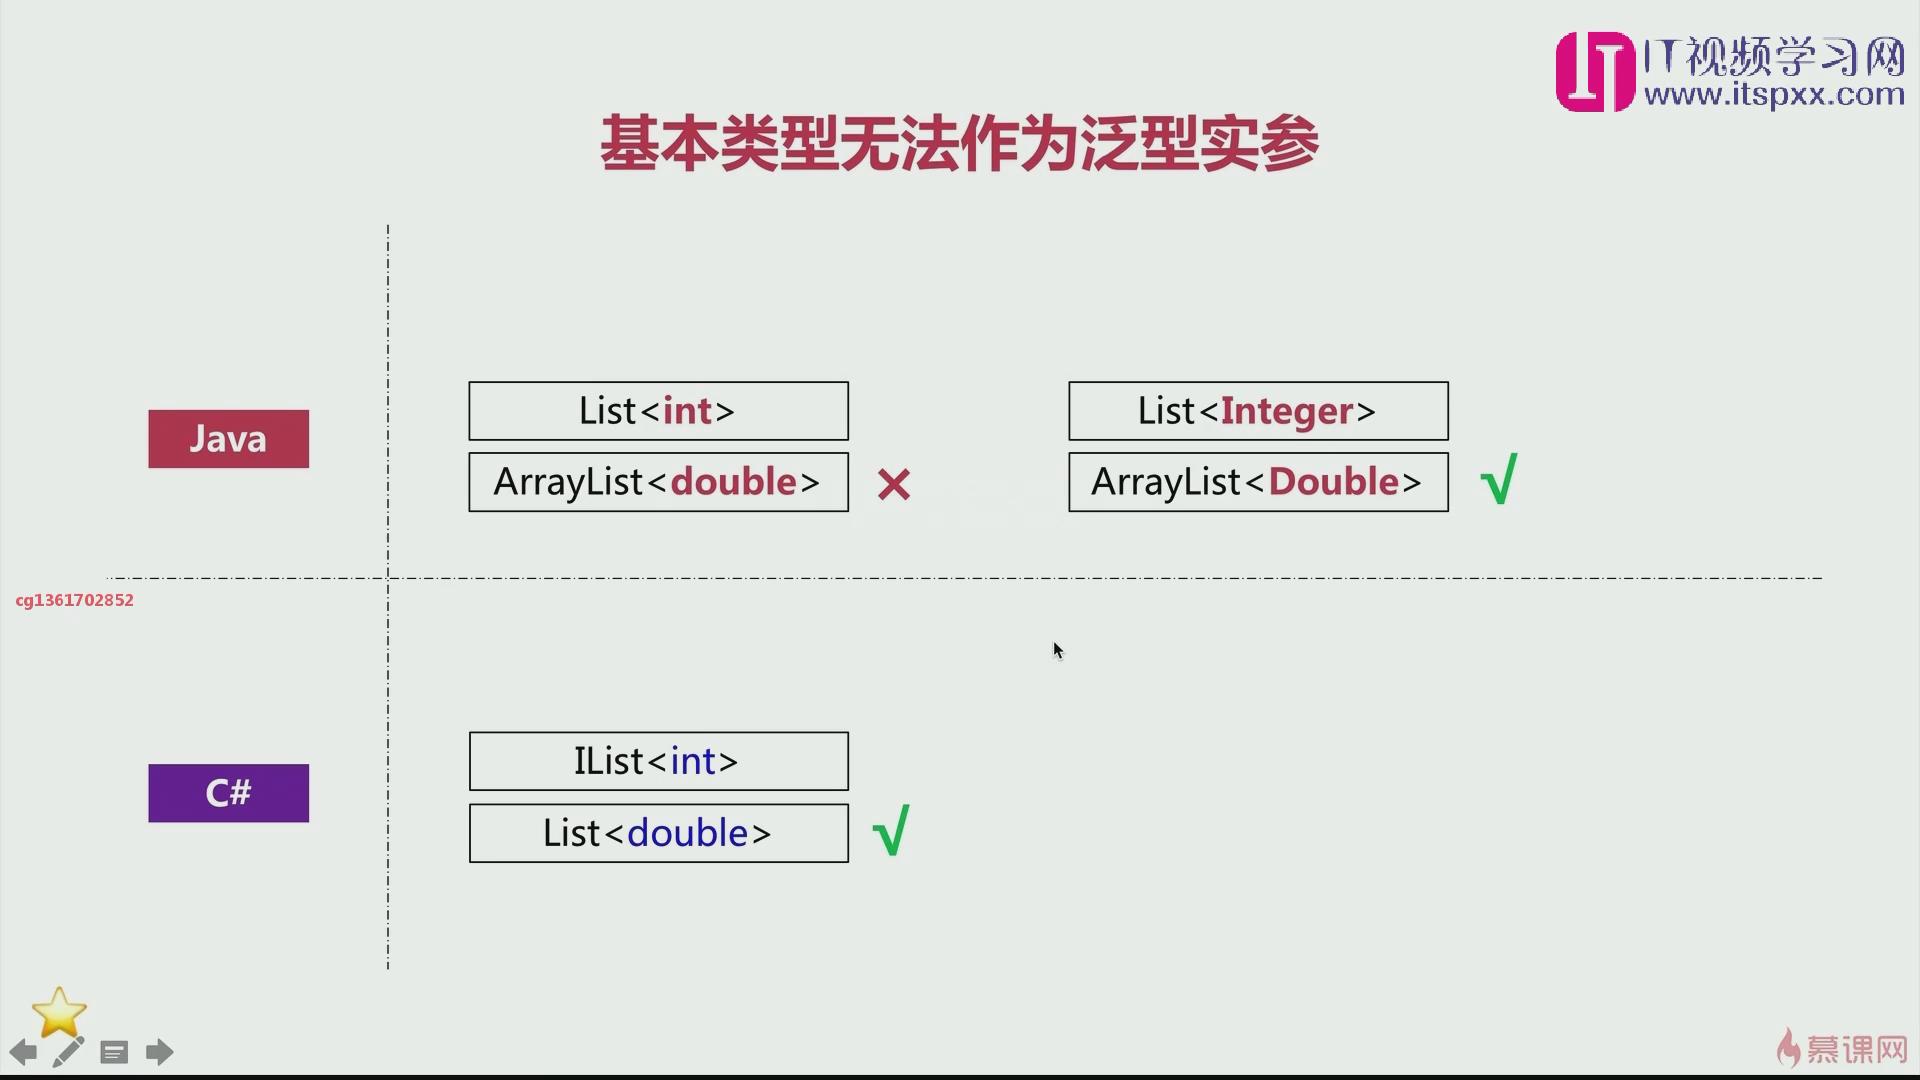 IT视频学习网
www.itspxx.com
基本类型无法作为泛型实参
Java
List<int>
ArrayList<double>
×
List<Integer>
ArrayList<Double>
√
cg1361702852
C#
IList<int>
List<double>
√
慕课网